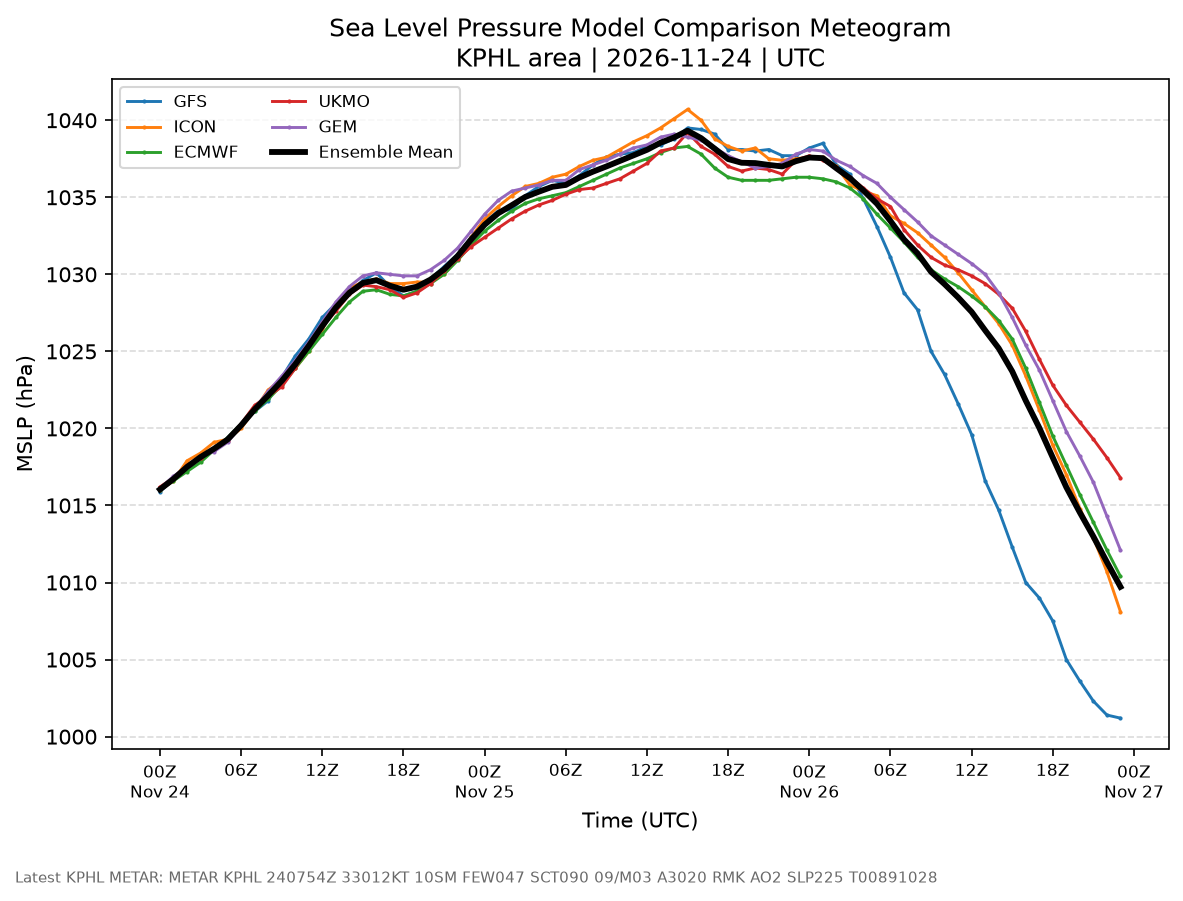 Sea Level Pressure Model Comparison Meteogram
KPHL area | 2026-11-24 | UTC
GFS
ICON
ECMWF
UKMO
GEM
Ensemble Mean
MSLP (hPa)
1040
1035
1030
1025
1020
1015
1010
1005
1000
00Z 06Z 12Z 18Z 00Z 06Z 12Z 18Z 00Z 06Z 12Z 18Z 00Z
Nov 24 Nov 25 Nov 26 Nov 27
Time (UTC)
Latest KPHL METAR: METAR KPHL 240754Z 33012KT 10SM FEW047 SCT090 09/M03 A3020 RMK AO2 SLP225 T00891028